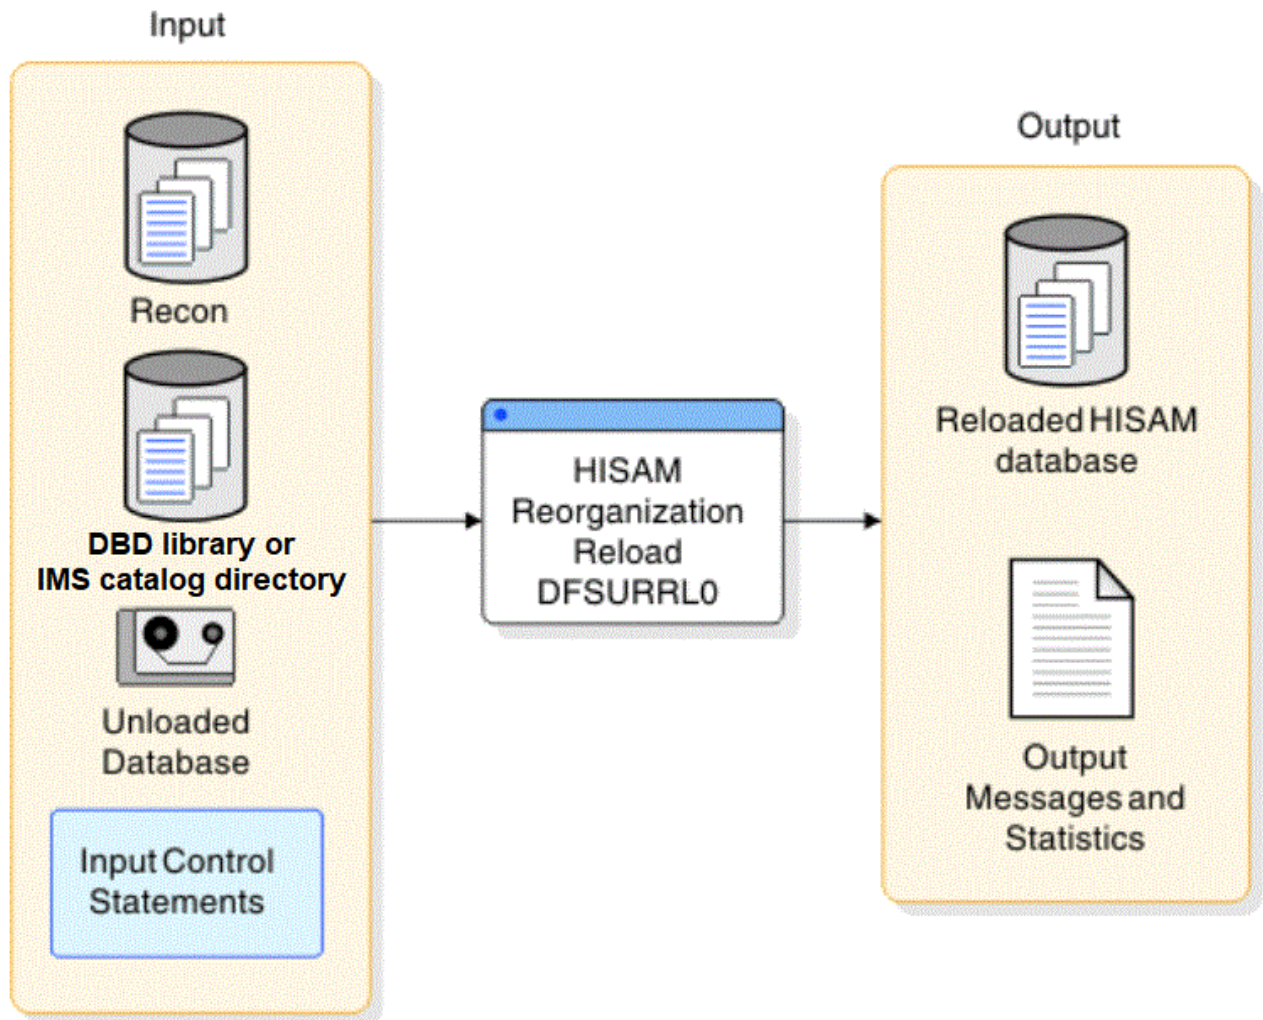 Input
Recon
DBD library or
IMS catalog directory
Unloaded
Database
Input Control
Statements
HISAM
Reorganization
Reload
DFSURRL0
Output
Reloaded HISAM
database
Output
Messages and
Statistics